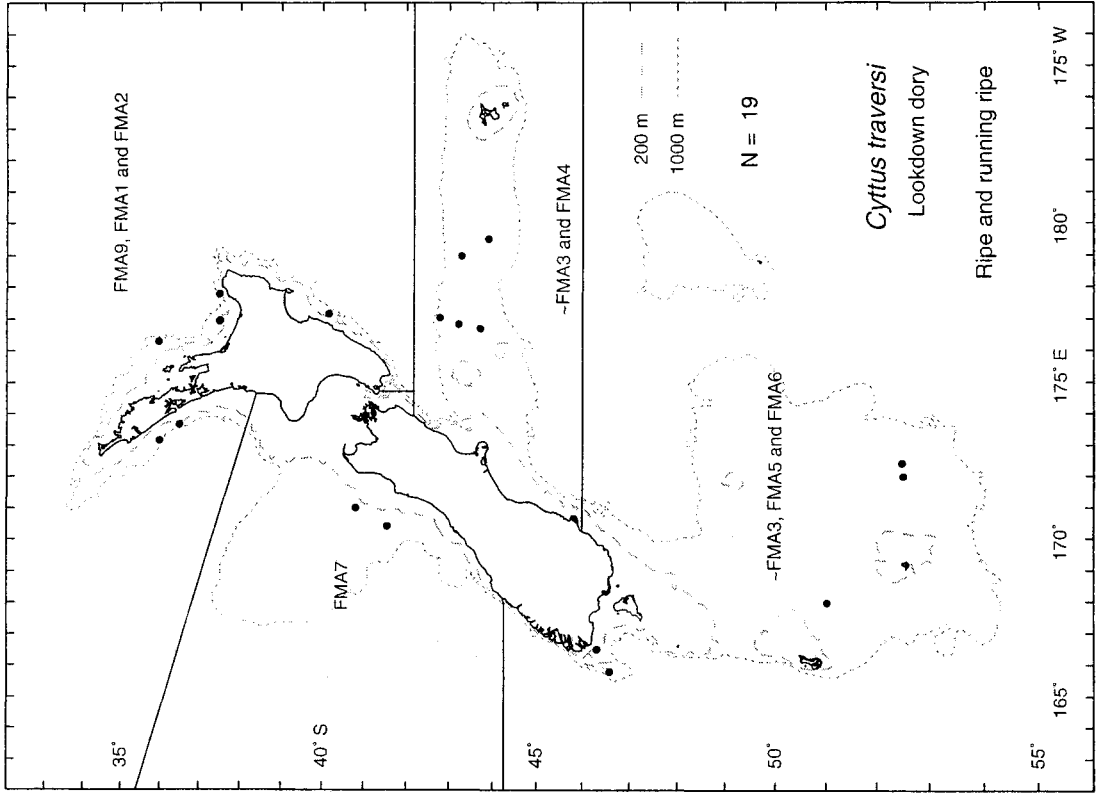 FMA9, FMA1 and FMA2
~FMA3 and FMA4
FMA7
~FMA3, FMA5 and FMA6
200 m
1000 m
N = 19
Cyttus traversi
Lookdown dory
Ripe and running ripe
35°
40° S
45°
50°
55°
165°
170°
175° E
180°
175° W